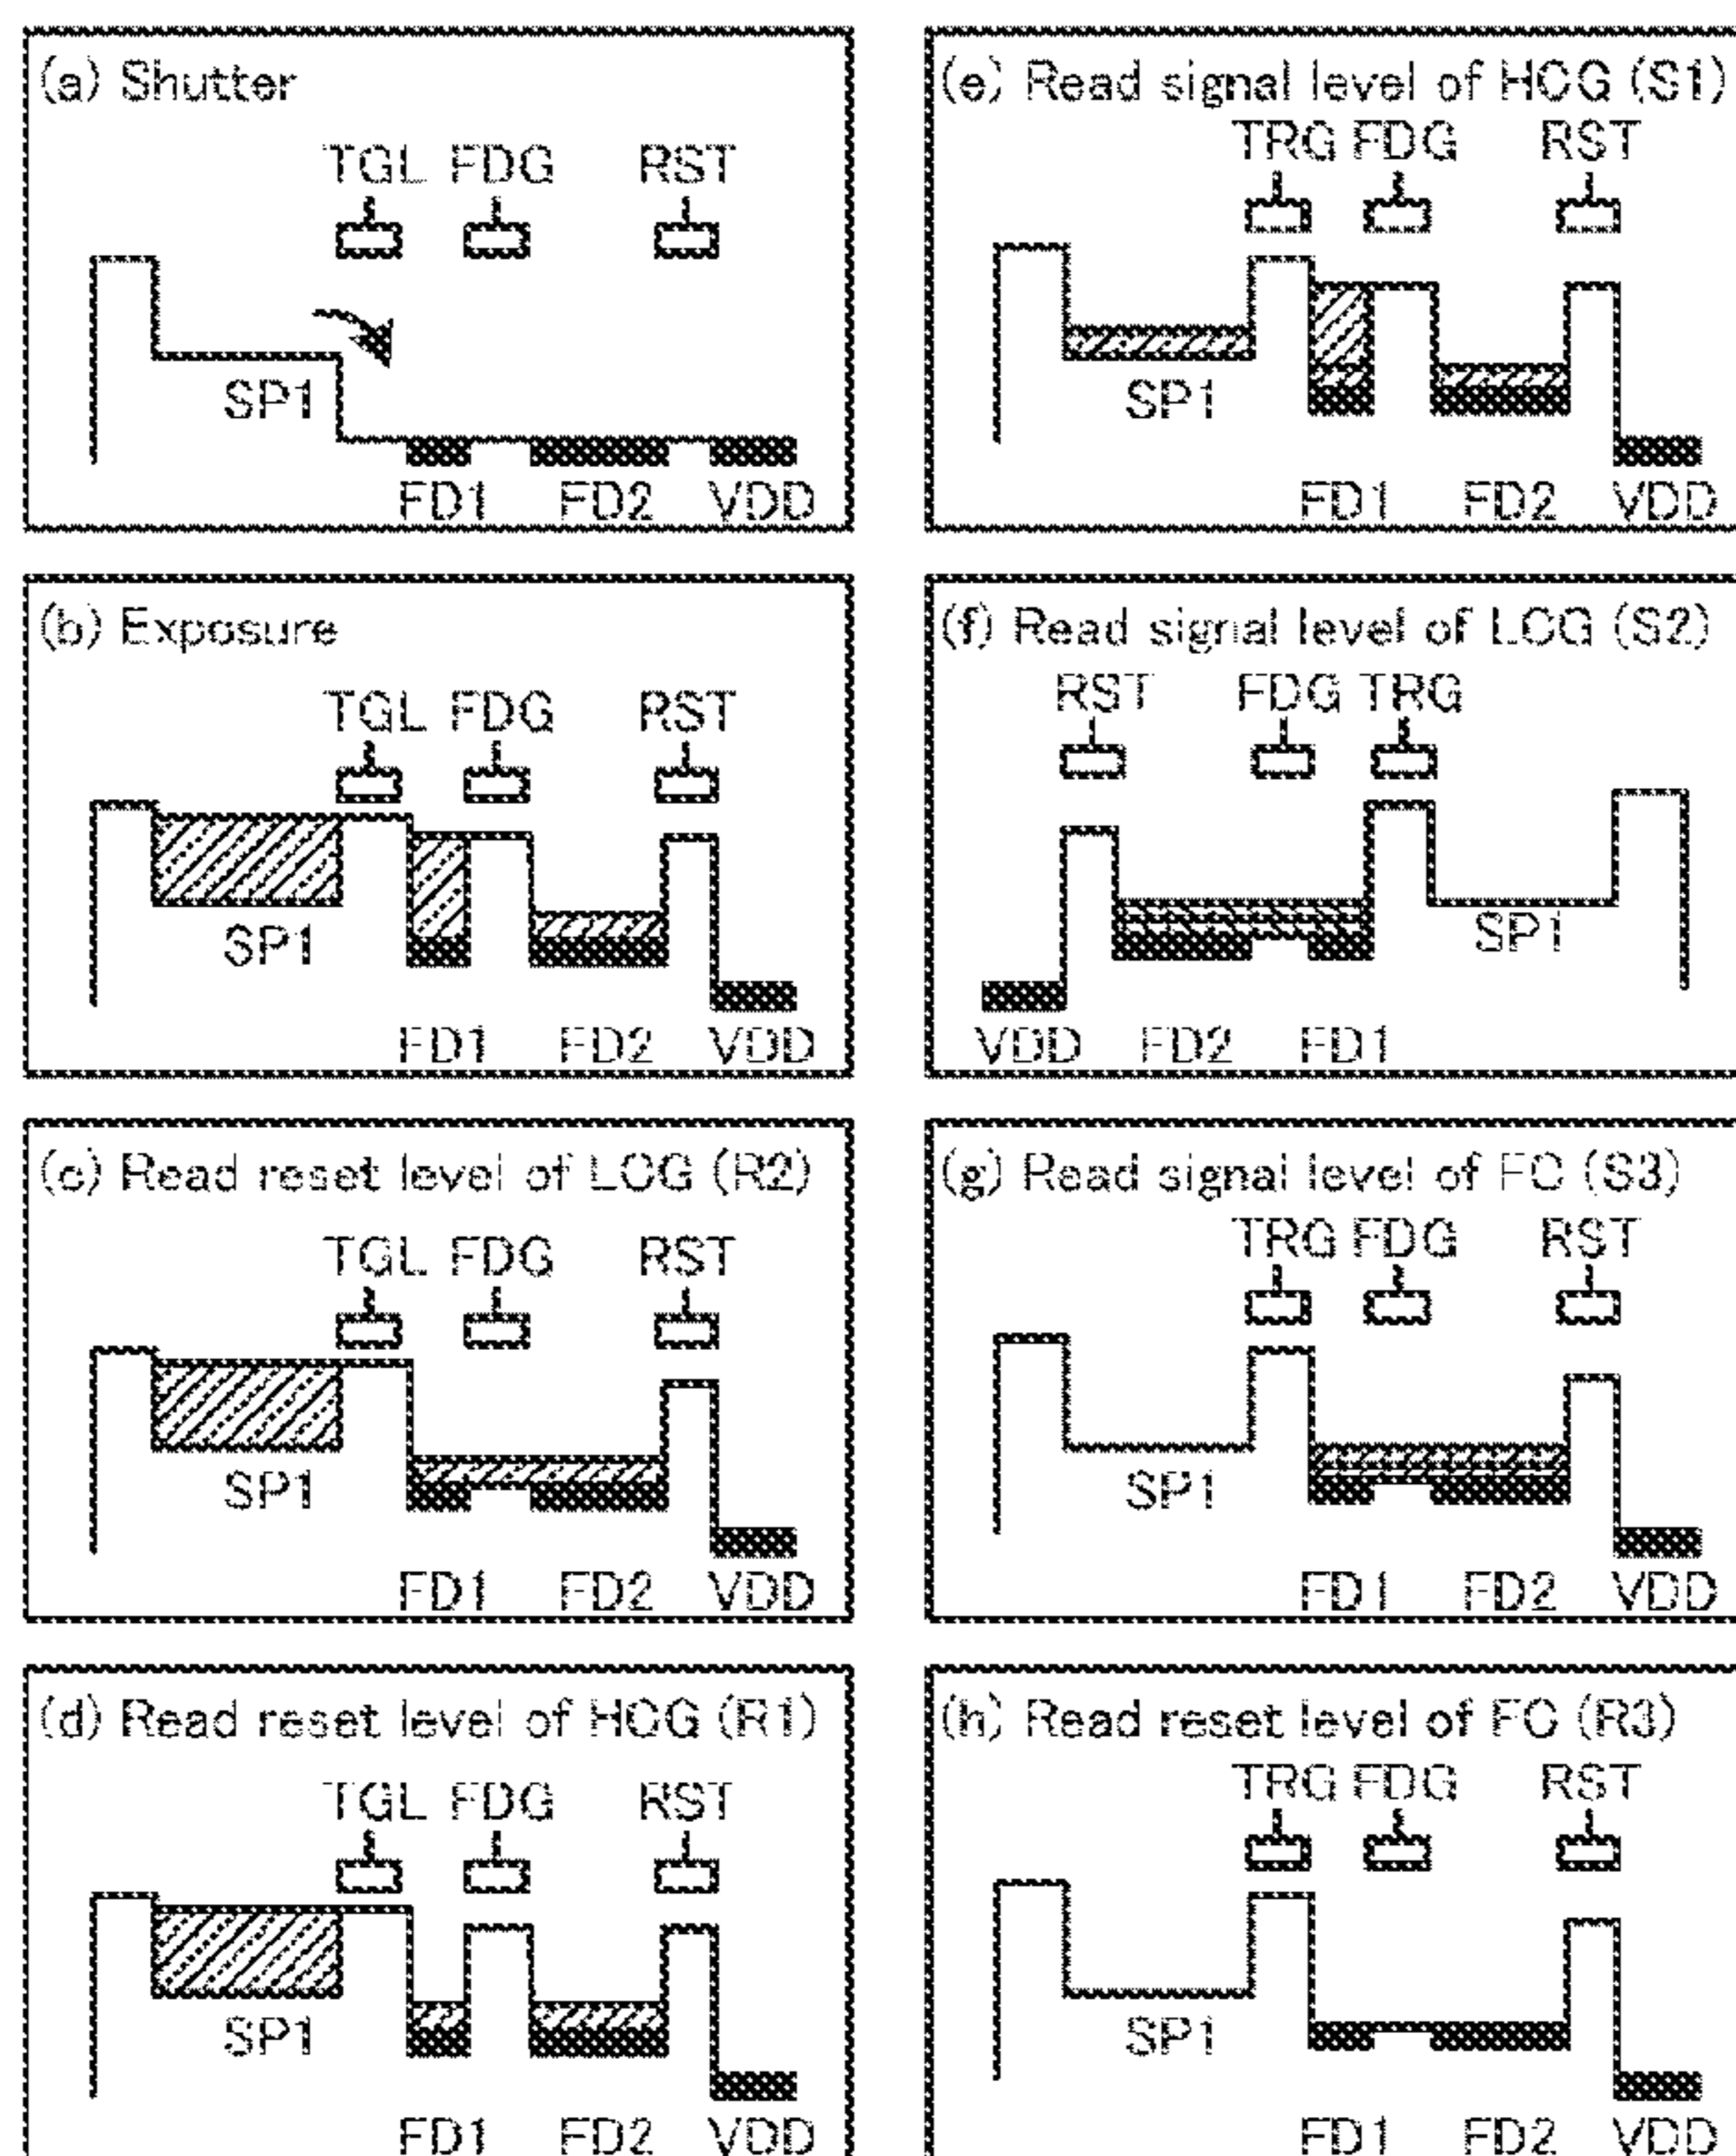 (a) Shutter
TGL FDG RST
SP1
FD1 FD2 VDD
(b) Exposure
TGL FDG RST
SP1
FD1 FD2 VDD
(c) Read reset level of LCG (R2)
TGL FDG RST
SP1
FD1 FD2 VDD
(d) Read reset level of HCG (R1)
TGL FDG RST
SP1
FD1 FD2 VDD
(e) Read signal level of HCG (S1)
TRG FDG RST
SP1
FD1 FD2 VDD
(f) Read signal level of LCG (S2)
RST FDG TRG
SP1
VDD FD2 FD1
(g) Read signal level of FC (S3)
TRG FDG RST
SP1
FD1 FD2 VDD
(h) Read reset level of FC (R3)
TRG FDG RST
SP1
FD1 FD2 VDD